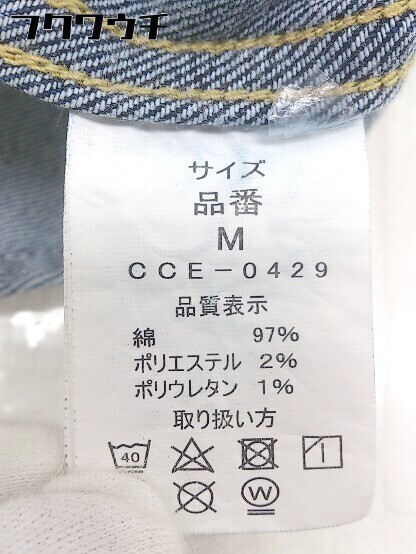 フクワウチ
サイズ
品番
M
CCE-0429
品質表示
綿 97%
ポリエステル 2%
ポリウレタン 1%
取り扱い方
40
W